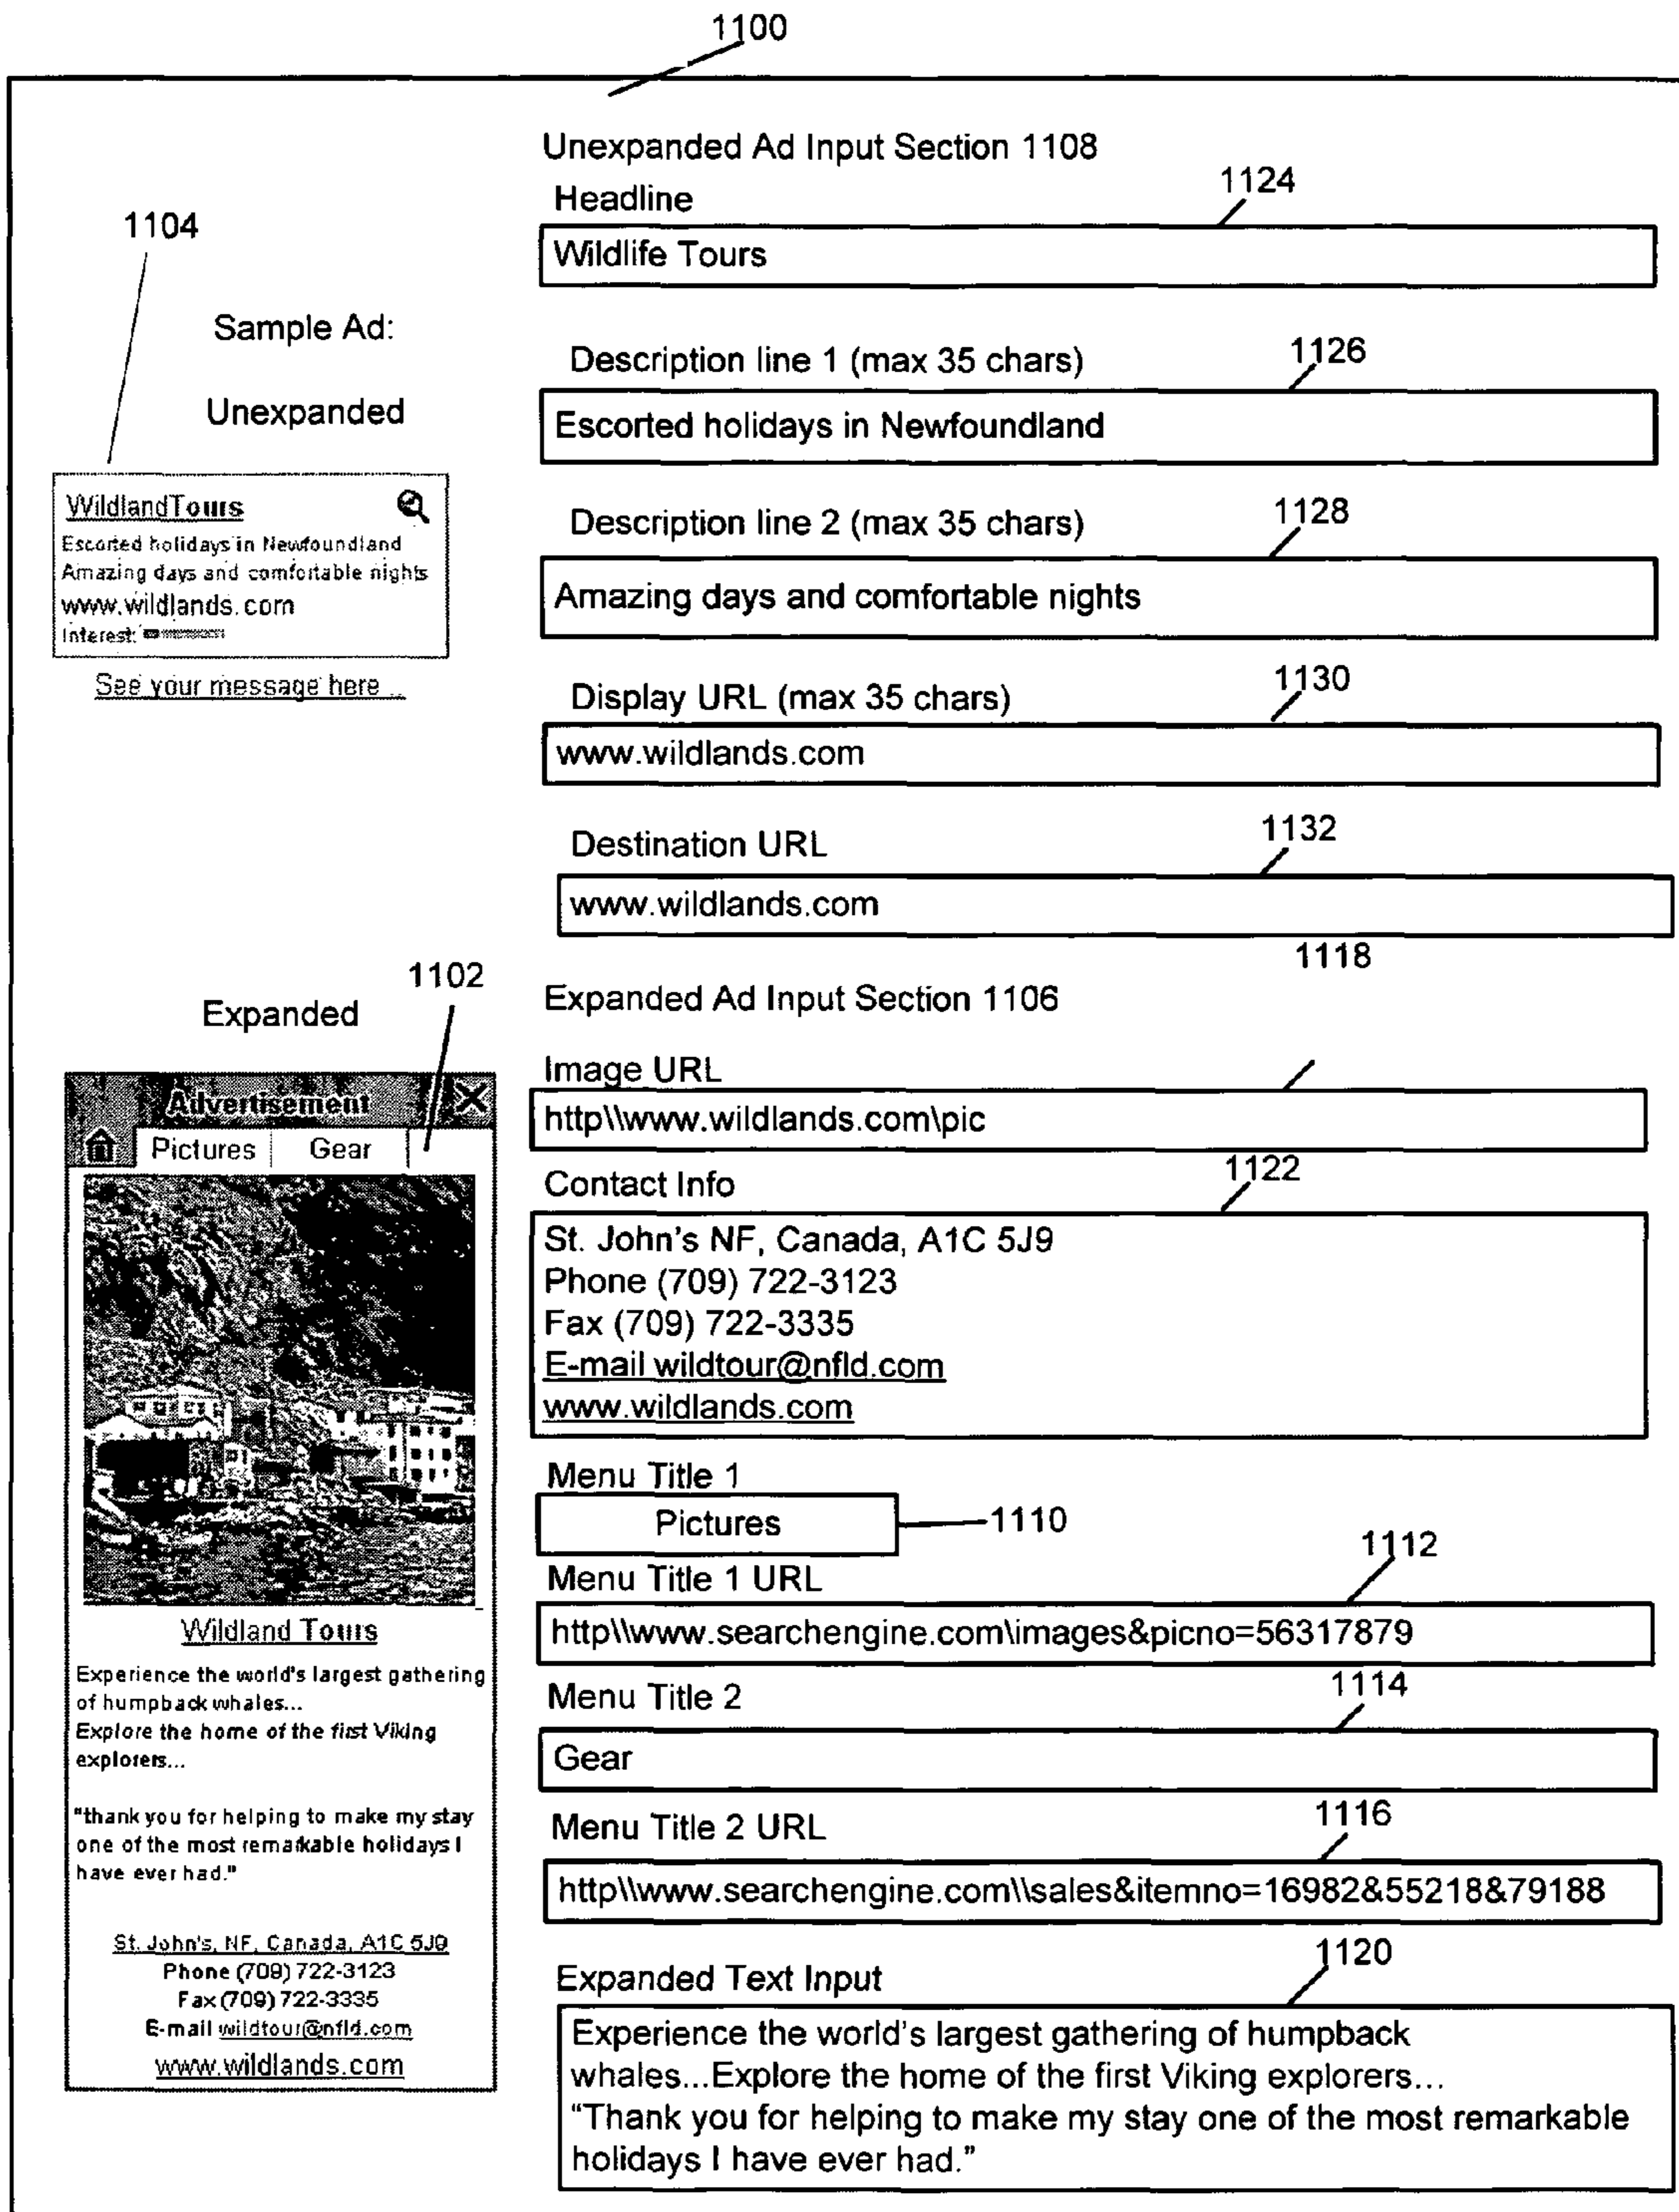 1100
Unexpanded Ad Input Section 1108
Headline
1124
Wildlife Tours
1104
Sample Ad:
Unexpanded
WildlandTours
Escorted holidays in Newfoundland
Amazing days and comfortable nights
www.wildlands.com
Interest:
See your message here ...
Description line 1 (max 35 chars)
1126
Escorted holidays in Newfoundland
Description line 2 (max 35 chars)
1128
Amazing days and comfortable nights
Display URL (max 35 chars)
1130
www.wildlands.com
Destination URL
1132
www.wildlands.com
1118
Expanded
1102
Advertisement
Pictures
Gear
Wildland Tours
Experience the world's largest gathering
of humpback whales...
Explore the home of the first Viking
explorers...
"thank you for helping to make my stay
one of the most remarkable holidays I
have ever had."
St. John's, NF, Canada, A1C 5J9
Phone (709) 722-3123
Fax (709) 722-3335
E-mail wildtour@nfld.com
www.wildlands.com
Expanded Ad Input Section 1106
Image URL
http\\www.wildlands.com\pic
Contact Info
1122
St. John's NF, Canada, A1C 5J9
Phone (709) 722-3123
Fax (709) 722-3335
E-mail wildtour@nfld.com
www.wildlands.com
Menu Title 1
Pictures
1110
Menu Title 1 URL
1112
http\\www.searchengine.com\images&picno=56317879
Menu Title 2
1114
Gear
Menu Title 2 URL
1116
http\\www.searchengine.com\\sales&itemno=16982&55218&79188
Expanded Text Input
1120
Experience the world's largest gathering of humpback
whales...Explore the home of the first Viking explorers...
“Thank you for helping to make my stay one of the most remarkable
holidays I have ever had.”